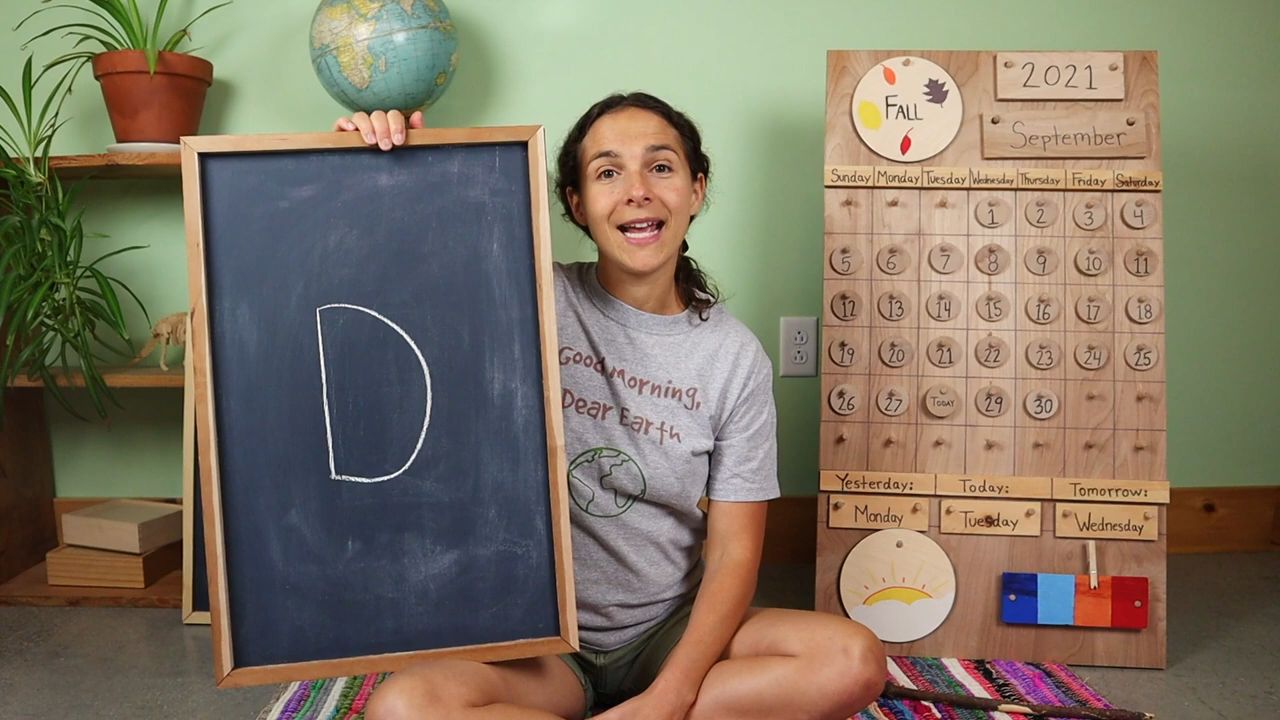 D
Good Morning,
Dear Earth
FALL
2021
September
Sunday Monday Tuesday Wednesday Thursday Friday Saturday
1 2 3 4
5 6 7 8 9 10 11
12 13 14 15 16 17 18
19 20 21 22 23 24 25
26 27 TODAY 29 30
Yesterday: Today: Tomorrow:
Monday Tuesday Wednesday